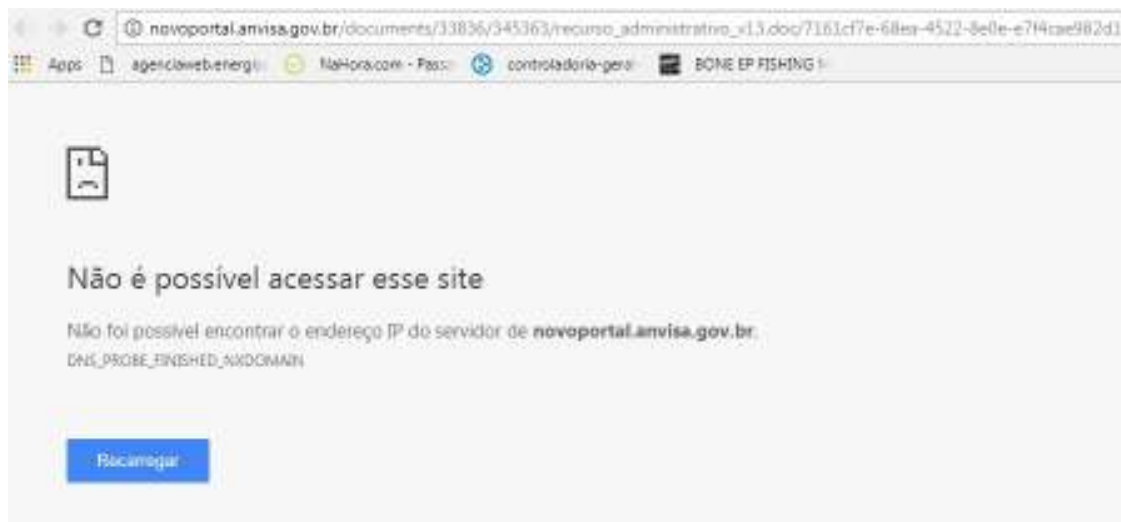 novoportal.anvisa.gov.br/documents/33836/345363/recurso_administrativo_v13.doc/7161cf7e-68ea-4522-8e0e-e7f4cae982d1
Apps agenciaweb.energi NaHora.com - Pass controladoria-geral BONE EP FISHING
Não é possível acessar esse site
Não foi possível encontrar o endereço IP do servidor de novoportal.anvisa.gov.br.
DNS_PROBE_FINISHED_NXDOMAIN
Recarregar